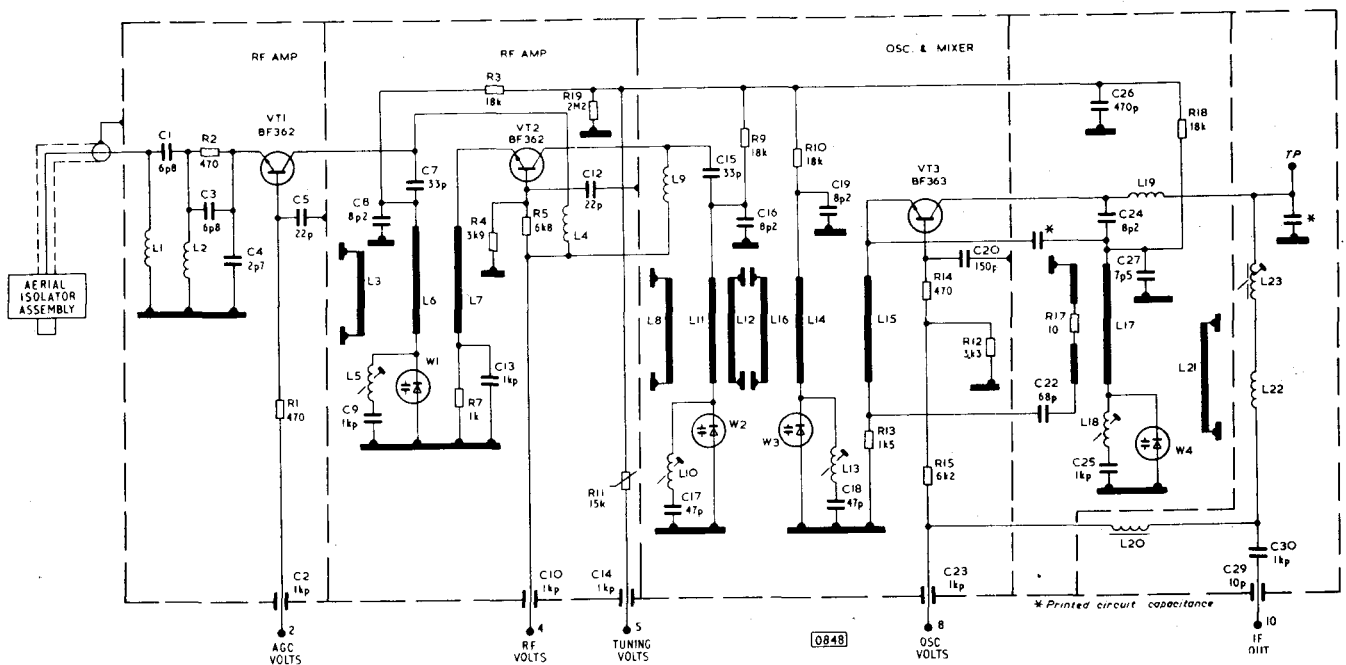 RF AMP
RF AMP
OSC. & MIXER
R3
18k
R19
2M2
C26
470p
R18
18k
VT1
BF362
C1
6p8
R2
470
C3
6p8
C5
22p
L1
L2
C4
2p7
AERIAL
ISOLATOR
ASSEMBLY
R1
470
C2
1kp
2
AGC
VOLTS
C7
33p
C8
8p2
L3
L6
L5
W1
C9
1kp
VT2
BF362
C12
22p
R4
3k9
R5
6k8
L4
L7
C13
1kp
R7
1k
C10
1kp
4
RF
VOLTS
R11
15k
C14
1kp
5
TUNING
VOLTS
L9
C15
33p
R9
18k
R10
18k
C16
8p2
C19
8p2
L8
L11
L12
L16
L14
L15
W2
W3
L10
C17
47p
L13
C18
47p
R13
1k5
VT3
BF363
C20
150p
R14
470
R12
3k3
R15
6k2
C23
1kp
8
OSC
VOLTS
0848
L19
TP
*
*
C24
8p2
C27
7p5
R17
10
L17
C22
68p
L18
C25
1kp
W4
L21
L23
L22
L20
C30
1kp
C29
10p
10
IF
OUT
* Printed circuit capacitance